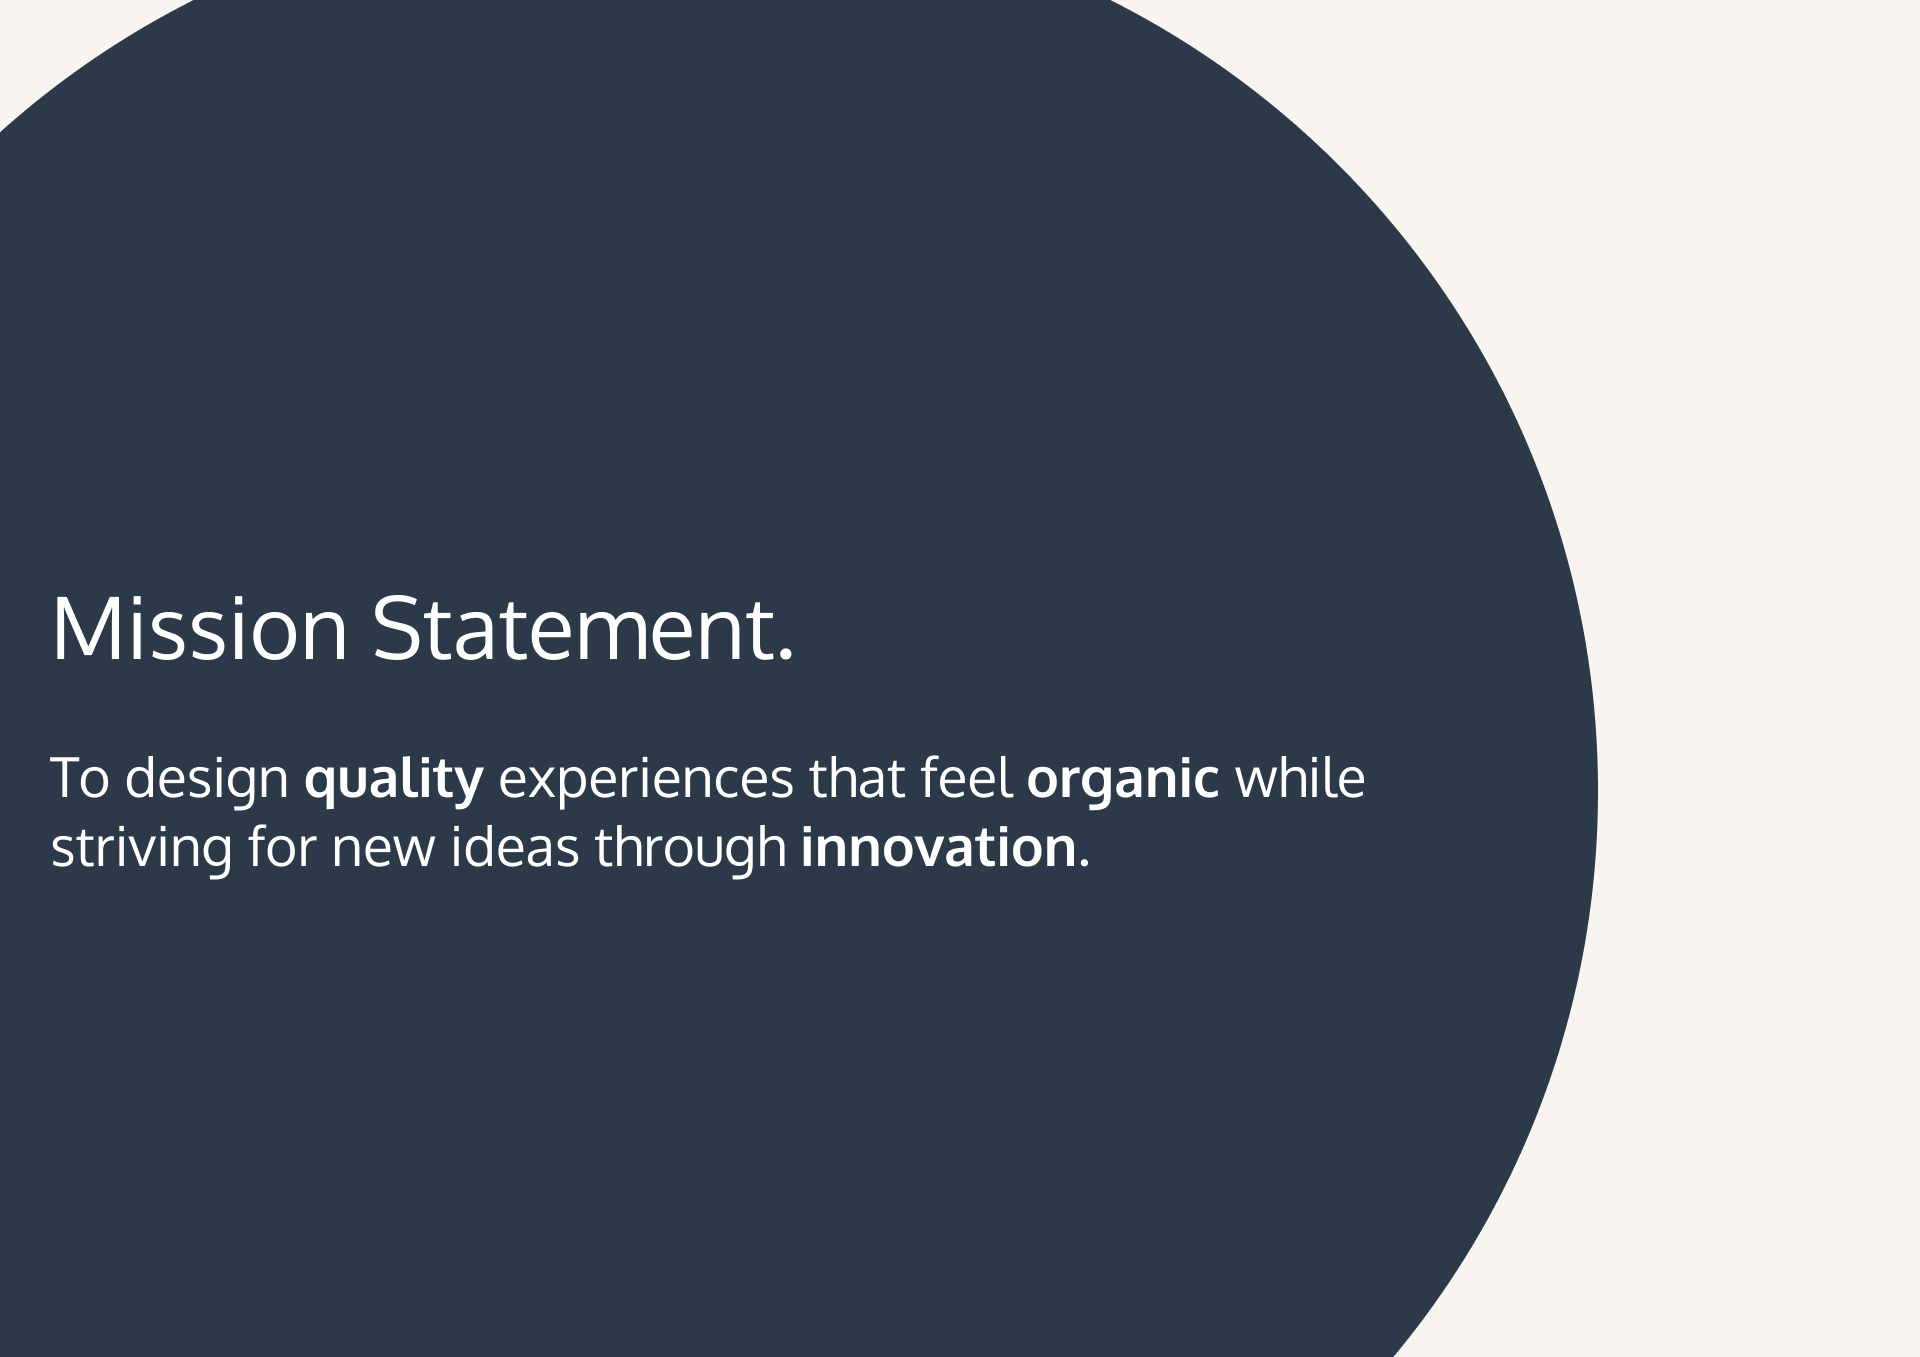 Mission Statement.
To design quality experiences that feel organic while
striving for new ideas through innovation.